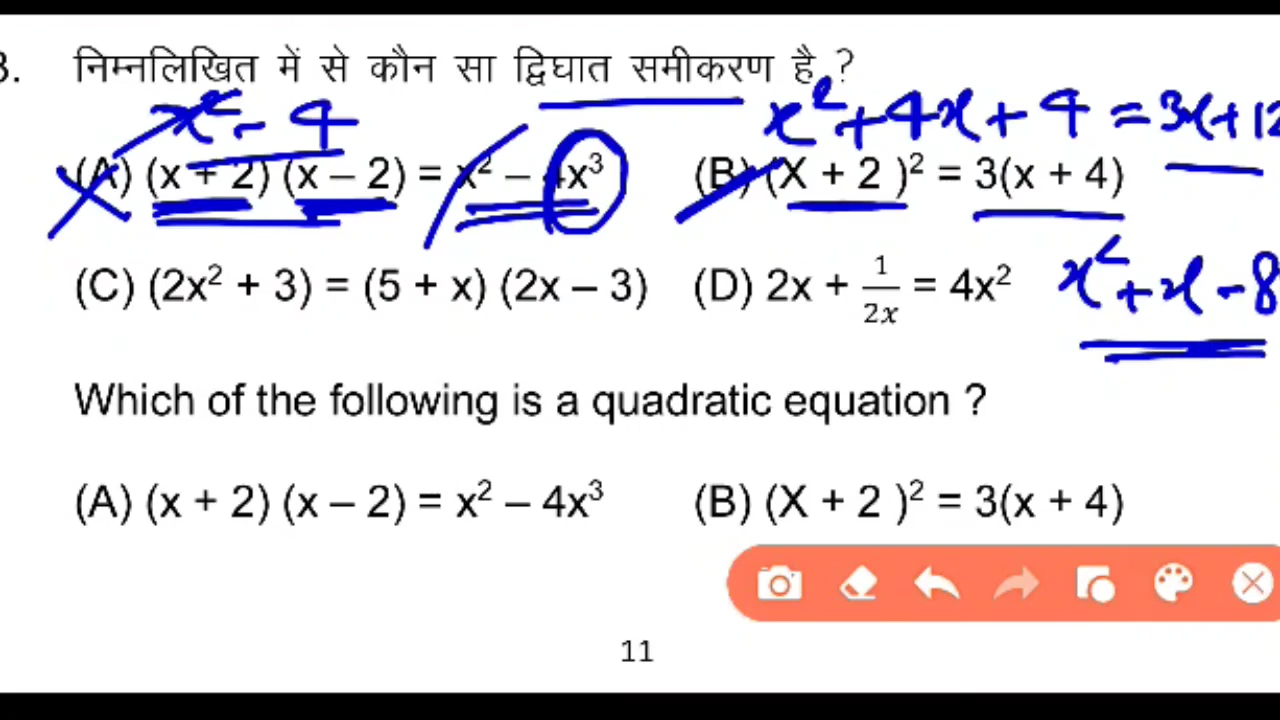 3. निम्नलिखित में से कौन सा द्विघात समीकरण है ?
x² - 4
x² + 4x + 4 = 3x + 12
(A) (x + 2) (x – 2) = x² – 4x³ (B) (X + 2 )² = 3(x + 4)
(C) (2x² + 3) = (5 + x) (2x – 3) (D) 2x + 1/2x = 4x²
x² + x - 8
Which of the following is a quadratic equation ?
(A) (x + 2) (x – 2) = x² – 4x³ (B) (X + 2 )² = 3(x + 4)
11